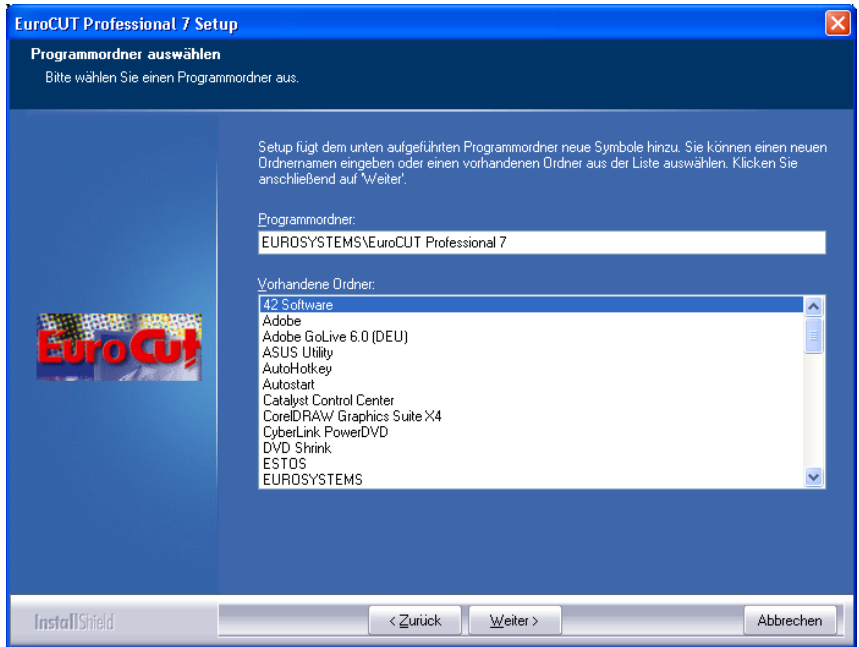 EuroCUT Professional 7 Setup
Programmordner auswählen
Bitte wählen Sie einen Programmordner aus.
Setup fügt dem unten aufgeführten Programmordner neue Symbole hinzu. Sie können einen neuen
Ordnernamen eingeben oder einen vorhandenen Ordner aus der Liste auswählen. Klicken Sie
anschließend auf 'Weiter'.
Programmordner:
EUROSYSTEMS\EuroCUT Professional 7
Vorhandene Ordner:
42 Software
Adobe
Adobe GoLive 6.0 (DEU)
ASUS Utility
AutoHotkey
Autostart
Catalyst Control Center
CorelDRAW Graphics Suite X4
CyberLink PowerDVD
DVD Shrink
ESTOS
EUROSYSTEMS
EuroCut
InstallShield
< Zurück
Weiter >
Abbrechen